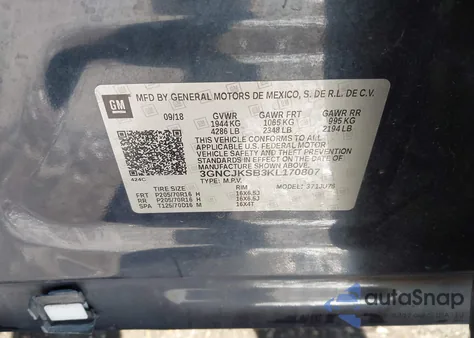 GM
MFD BY GENERAL MOTORS DE MEXICO, S. DE R.L. DE C.V.
09/18 GVWR GAWR FRT GAWR RR
1944 KG 1065 KG 995 KG
4286 LB 2348 LB 2194 LB
THIS VEHICLE CONFORMS TO ALL
APPLICABLE U.S. FEDERAL MOTOR
VEHICLE SAFETY, BUMPER, AND
THEFT PREVENTION STANDARDS
IN EFFECT ON THE DATE OF
MANUFACTURE SHOWN ABOVE.
3GNCJKSB3KL170807
424C TYPE: M.P.V.
TIRE SIZE RIM MODEL:
FRT P205/70R16 H 16X6.5J
RR P205/70R16 H 16X6.5J
SPA T125/70D16 M 16X4T
autoSnap